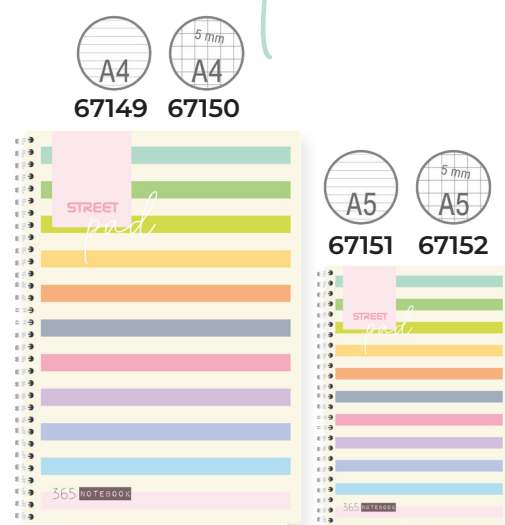 5 mm
A4 A4
67149 67150
STREET
pad
365 NOTEBOOK
5 mm
A5 A5
67151 67152
STREET
pad
365 NOTEBOOK